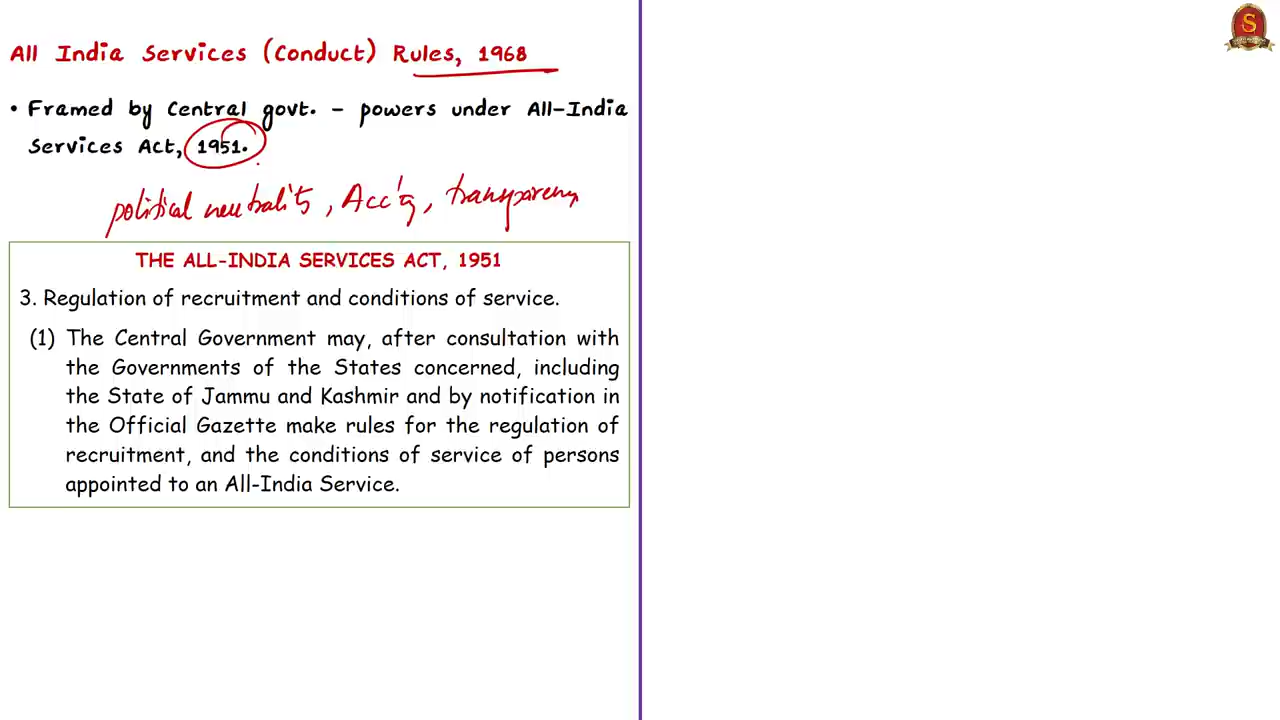 All India Services (Conduct) Rules, 1968
• Framed by Central govt. – powers under All-India
Services Act, 1951.
political neutrality, Acc'y, transparency
THE ALL-INDIA SERVICES ACT, 1951
3. Regulation of recruitment and conditions of service.
(1) The Central Government may, after consultation with
the Governments of the States concerned, including
the State of Jammu and Kashmir and by notification in
the Official Gazette make rules for the regulation of
recruitment, and the conditions of service of persons
appointed to an All-India Service.
S